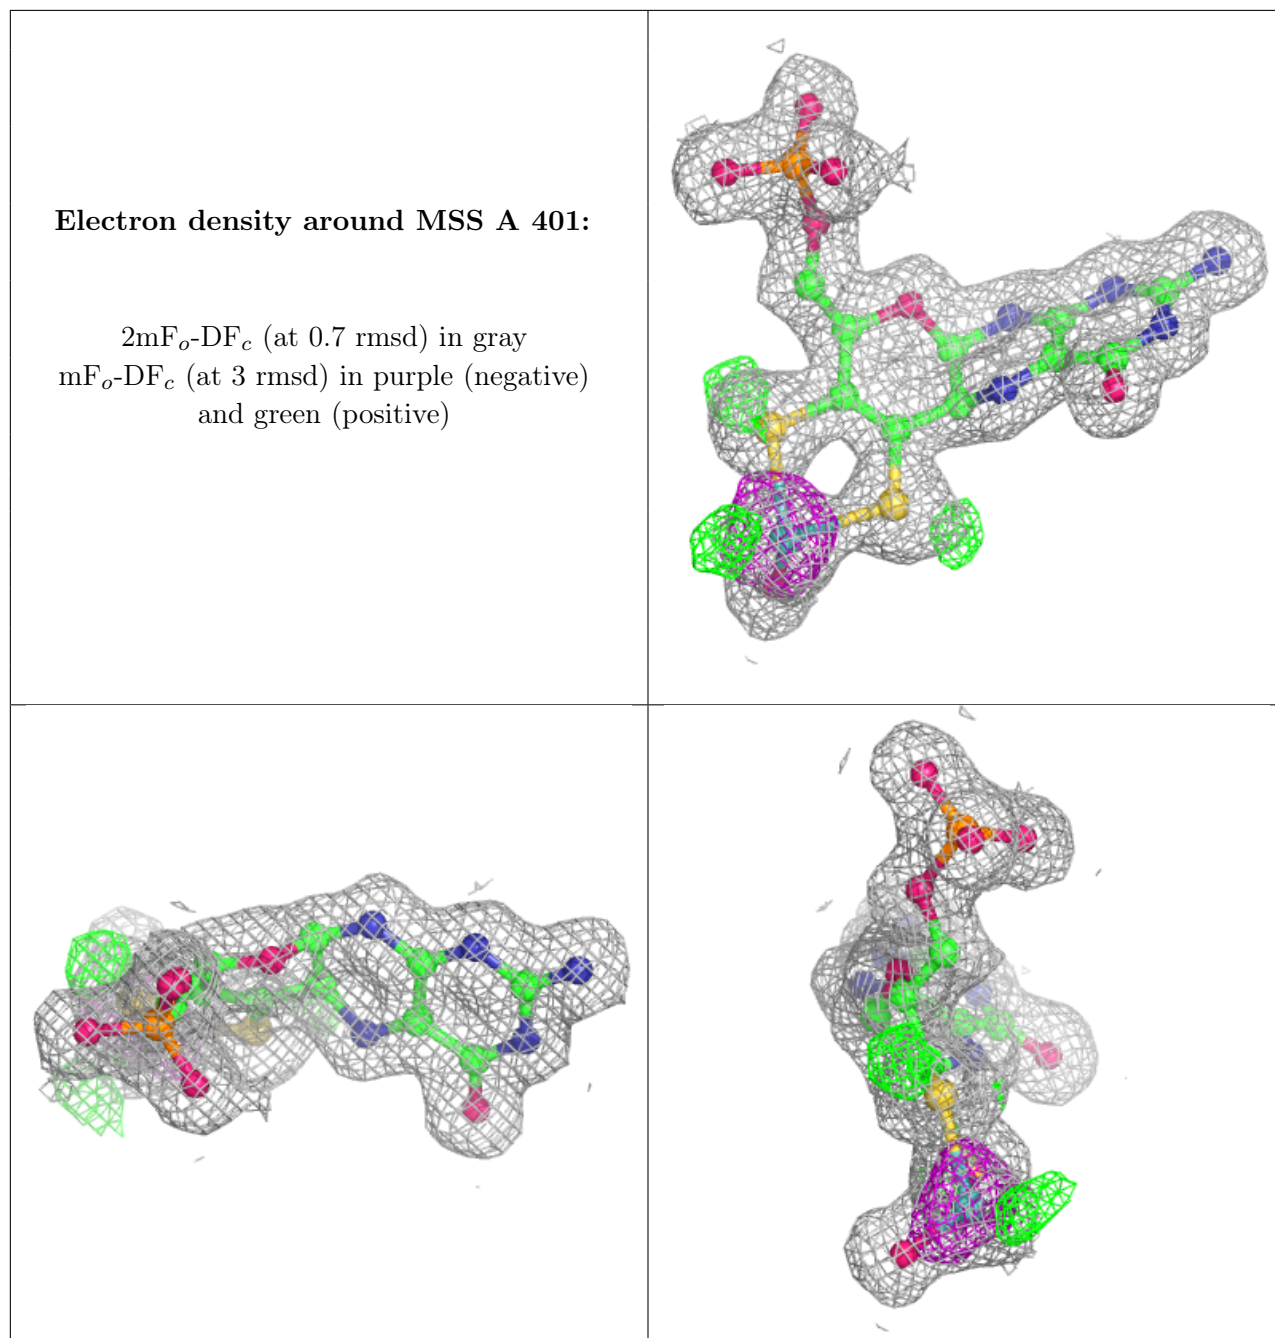 Electron density around MSS A 401:
2mFo-DFc (at 0.7 rmsd) in gray
mFo-DFc (at 3 rmsd) in purple (negative)
and green (positive)